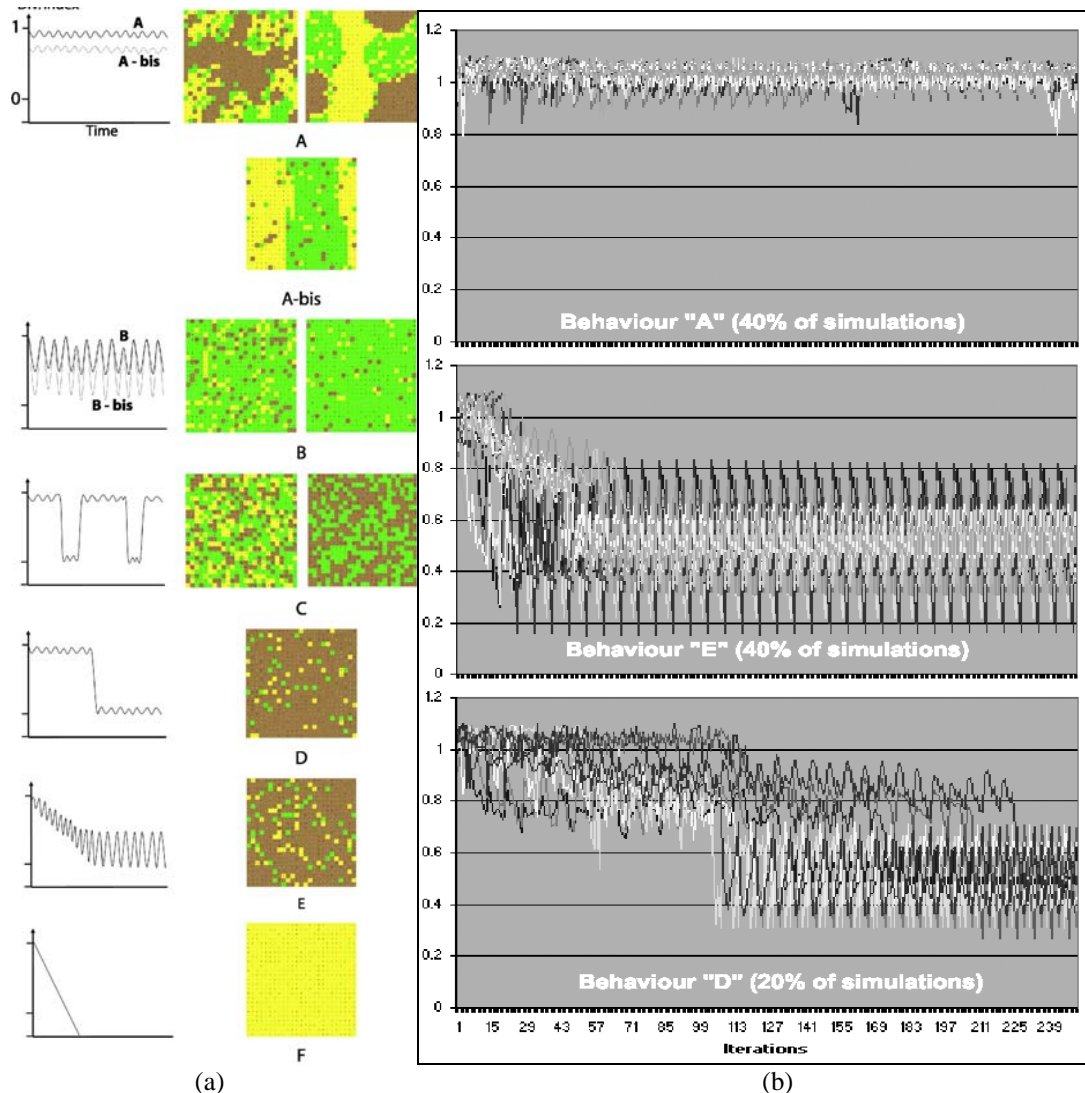 Div.Index
1
0
Time
A
A - bis
A
A-bis
B
B - bis
B
C
D
E
F
(a)
1.2
1
0.8
0.6
0.4
0.2
0
Behaviour "A" (40% of simulations)
1.2
1
0.8
0.6
0.4
0.2
0
Behaviour "E" (40% of simulations)
1.2
1
0.8
0.6
0.4
0.2
0
Behaviour "D" (20% of simulations)
1 15 29 43 57 71 85 99 113 127 141 155 169 183 197 211 225 239
Iterations
(b)